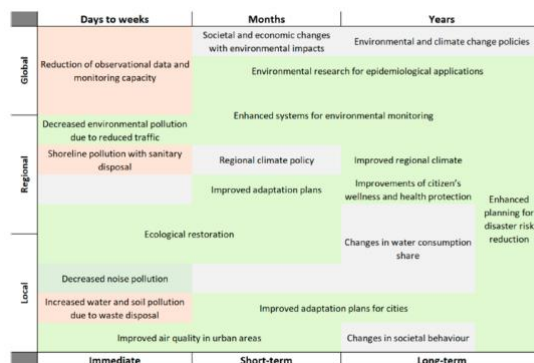 Days to weeks
Months
Years
Global
Regional
Local
Societal and economic changes
with environmental impacts
Environmental and climate change policies
Reduction of observational data and
monitoring capacity
Environmental research for epidemiological applications
Enhanced systems for environmental monitoring
Decreased environmental pollution
due to reduced traffic
Shoreline pollution with sanitary
disposal
Regional climate policy
Improved regional climate
Improved adaptation plans
Improvements of citizen's
wellness and health protection
Enhanced
planning for
disaster risk
reduction
Ecological restoration
Changes in water consumption
share
Decreased noise pollution
Increased water and soil pollution
due to waste disposal
Improved adaptation plans for cities
Improved air quality in urban areas
Changes in societal behaviour
Immediate
Short-term
Long-term